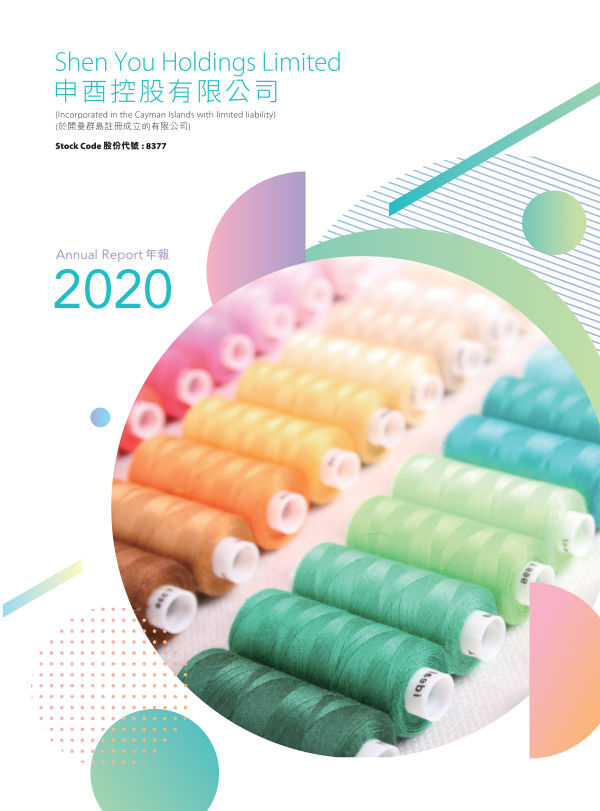 Shen You Holdings Limited
申酉控股有限公司
(Incorporated in the Cayman Islands with limited liability)
(於開曼群島註冊成立的有限公司)
Stock Code 股份代號 : 8377
Annual Report 年報
2020